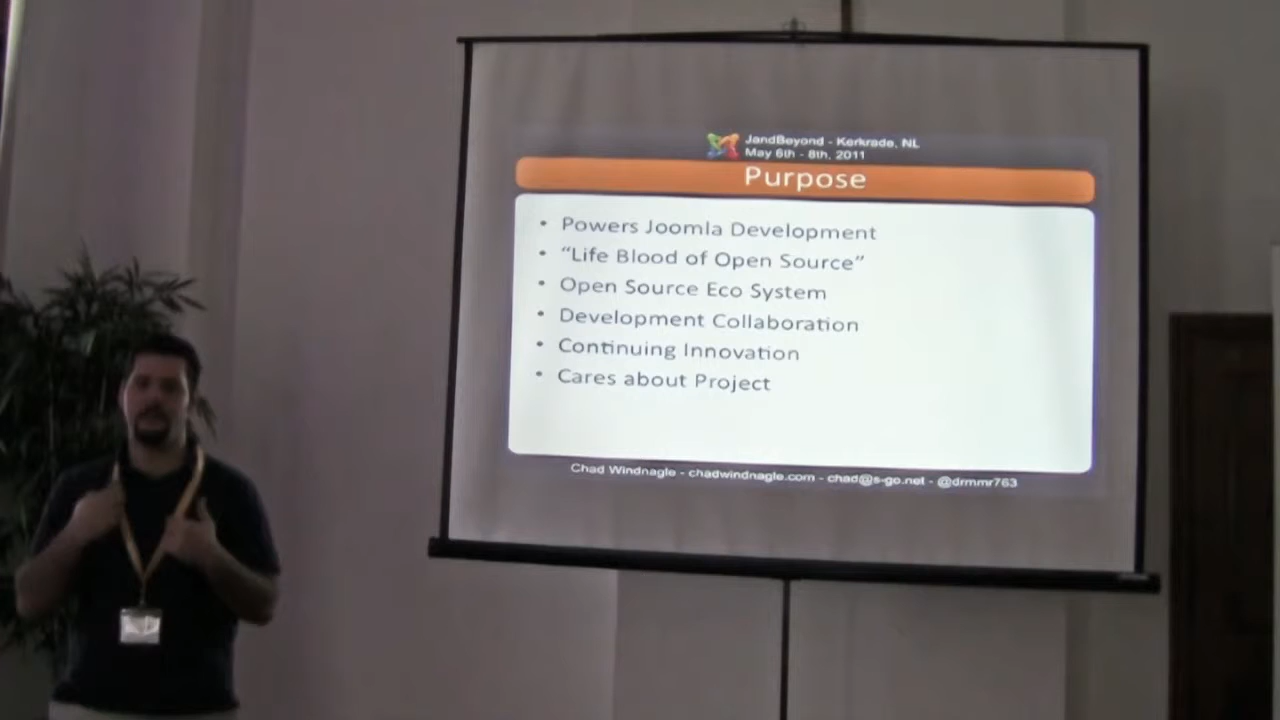 JandBeyond - Kerkrade, NL
May 6th - 8th, 2011
Purpose
• Powers Joomla Development
• “Life Blood of Open Source”
• Open Source Eco System
• Development Collaboration
• Continuing Innovation
• Cares about Project
Chad Windnagle - chadwindnagle.com - chad@s-go.net - @drmmr763